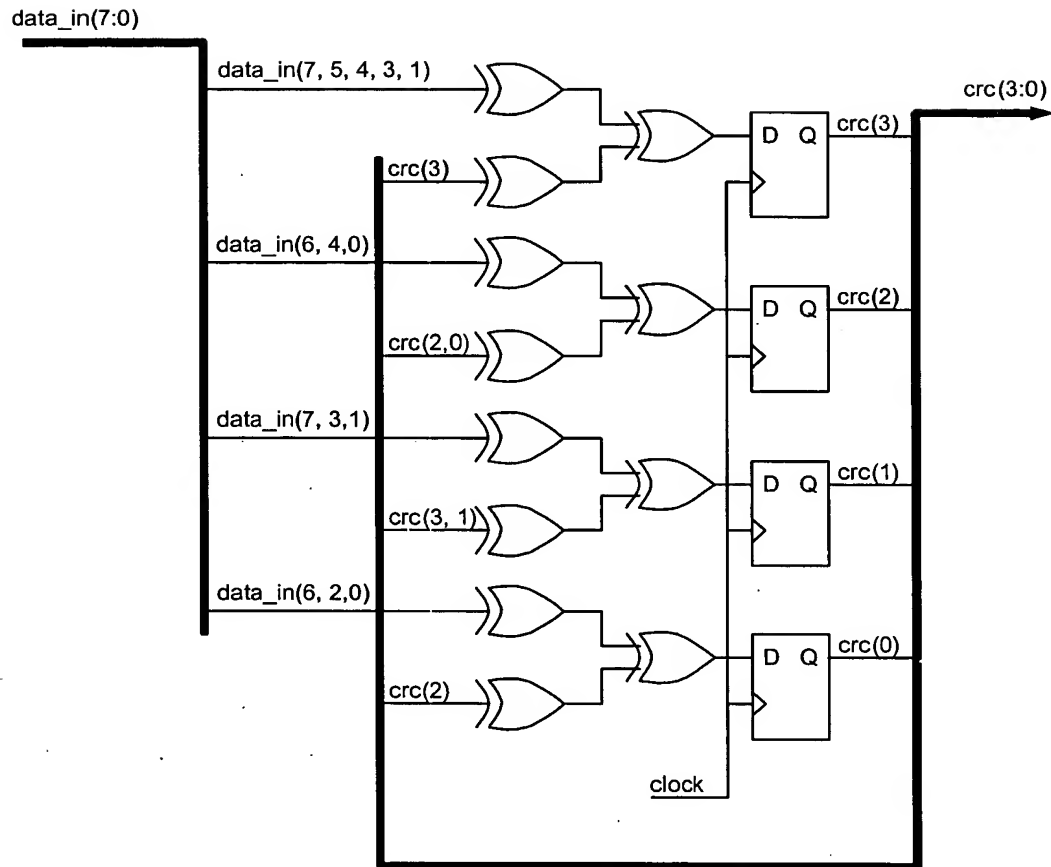 data_in(7:0)
data_in(7, 5, 4, 3, 1)
crc(3:0)
D Q
crc(3)
crc(3)
data_in(6, 4,0)
D Q
crc(2)
crc(2,0)
data_in(7, 3,1)
D Q
crc(1)
crc(3, 1)
data_in(6, 2,0)
D Q
crc(0)
crc(2)
clock